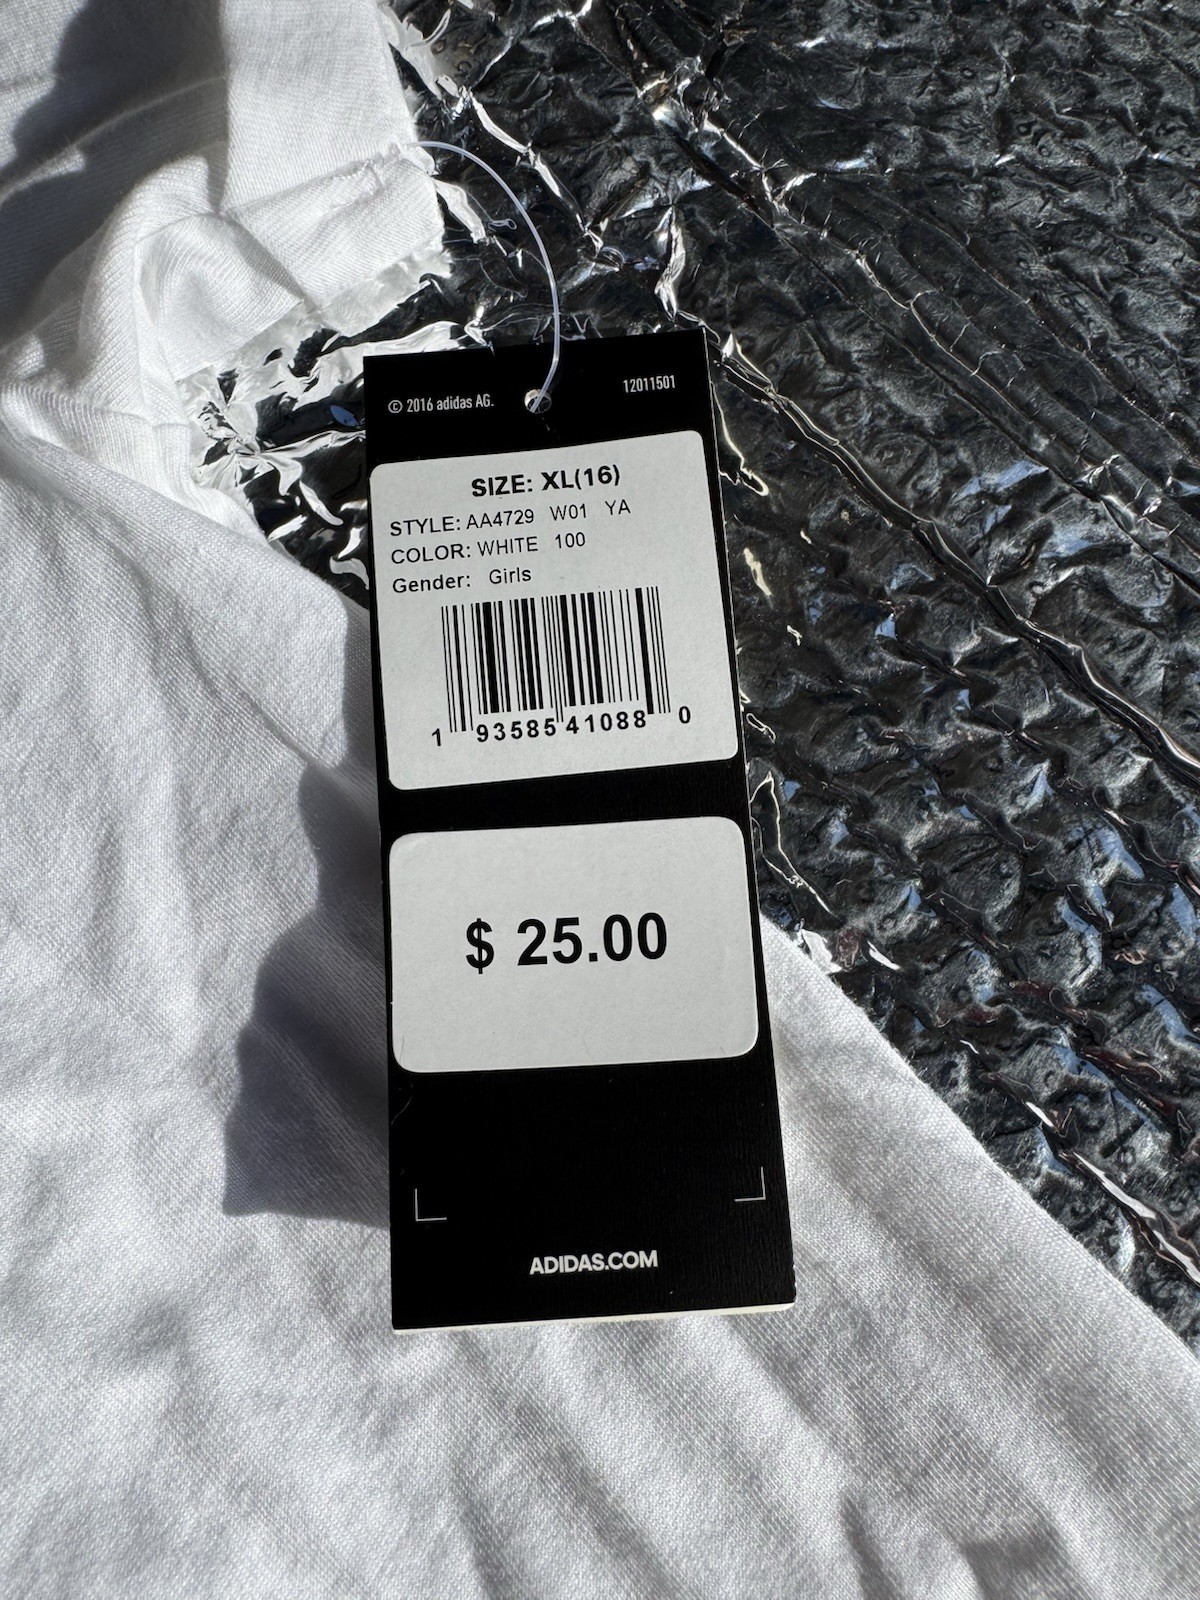 © 2016 adidas AG.
12011501
SIZE: XL(16)
STYLE: AA4729 W01 YA
COLOR: WHITE 100
Gender: Girls
1 93585 41088 0
$ 25.00
ADIDAS.COM